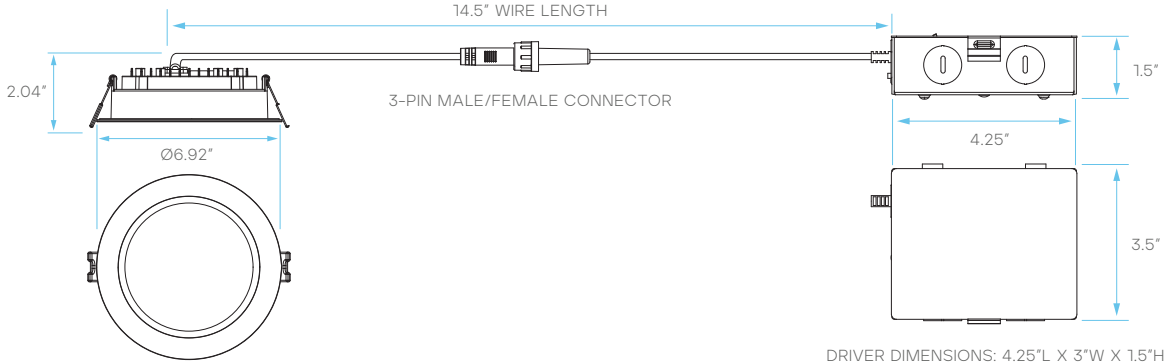 14.5" WIRE LENGTH
2.04"
1.5"
3-PIN MALE/FEMALE CONNECTOR
4.25"
Ø6.92"
3.5"
DRIVER DIMENSIONS: 4.25"L X 3"W X 1.5"H